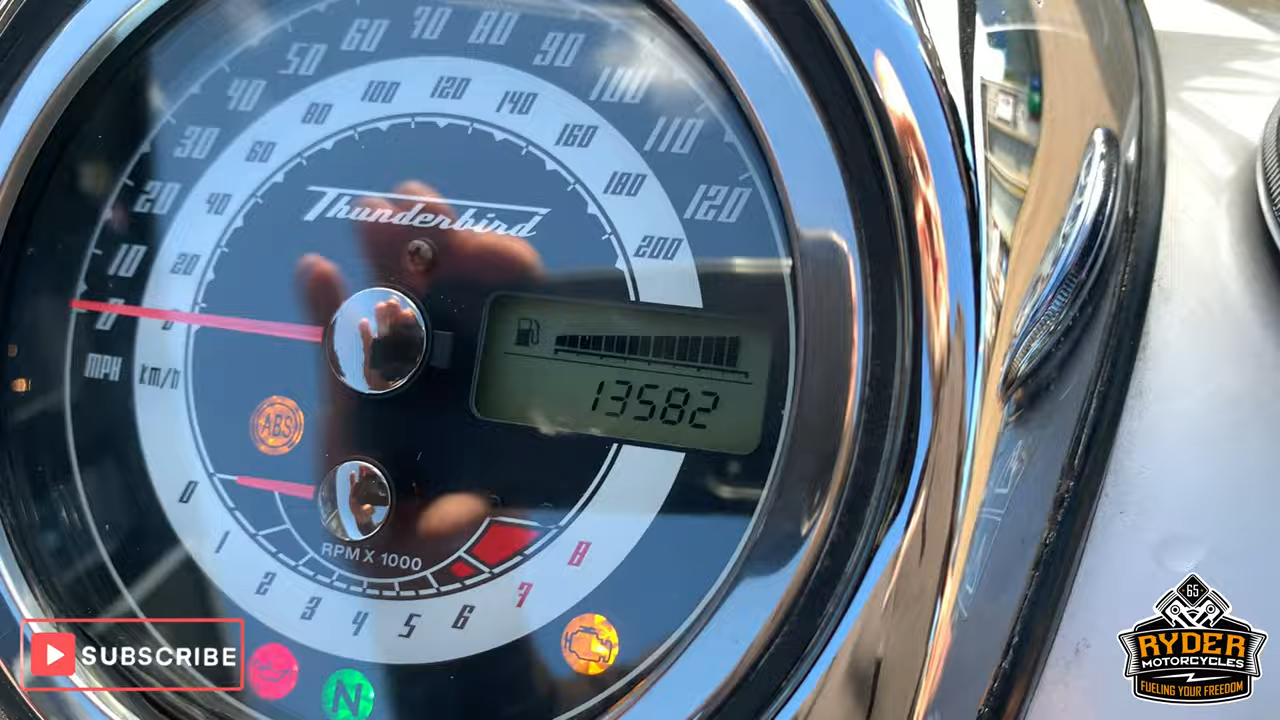 10 20 30 40 50 60 70 80 90 100 110 120
0 20 40 60 80 100 120 140 160 180 200
Thunderbird
MPH km/h
13582
ABS
0 1 2 3 4 5 6 7 8
RPM X 1000
N
SUBSCRIBE
65
RYDER
MOTORCYCLES
FUELING YOUR FREEDOM